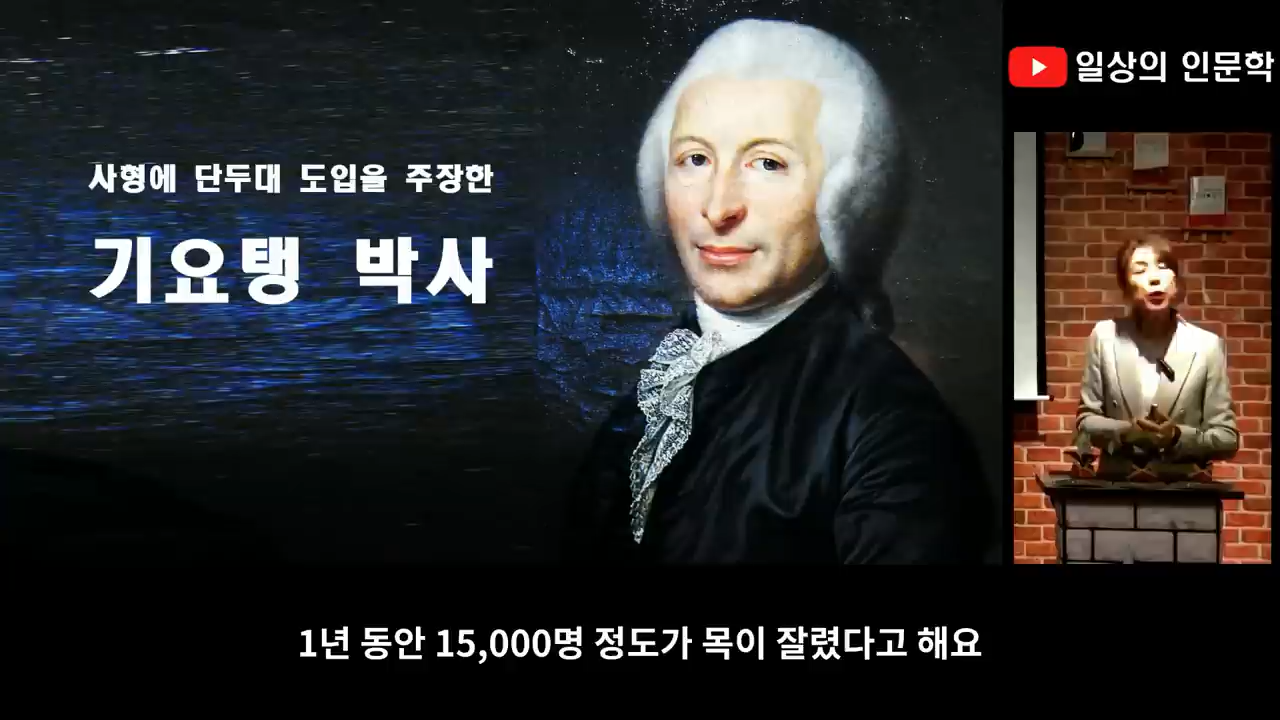 사형에 단두대 도입을 주장한
기요탱 박사
일상의 인문학
1년 동안 15,000명 정도가 목이 잘렸다고 해요